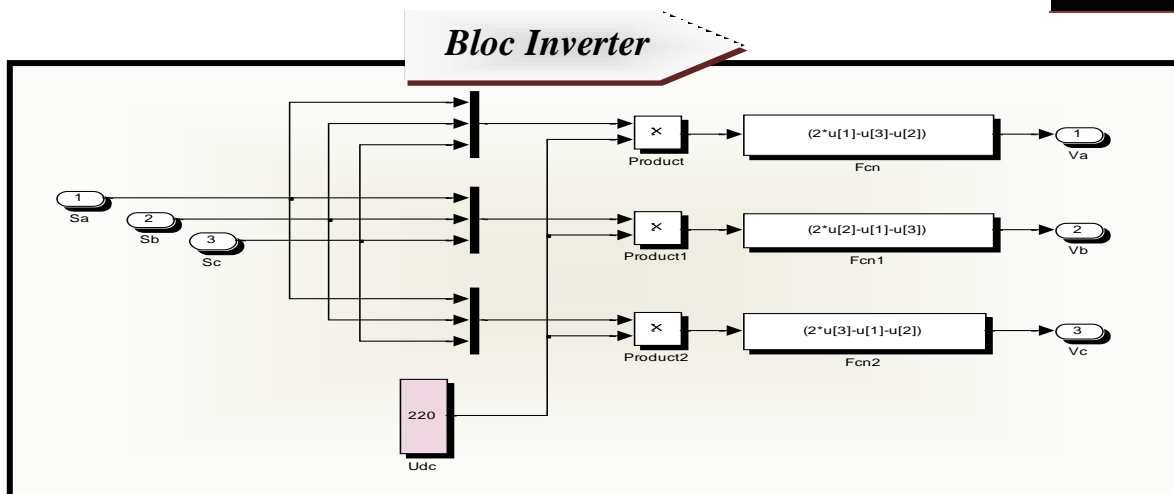 Bloc Inverter
1
Sa
2
Sb
3
Sc
×
Product
(2*u[1]-u[3]-u[2])
Fcn
1
Va
×
Product1
(2*u[2]-u[1]-u[3])
Fcn1
2
Vb
×
Product2
(2*u[3]-u[1]-u[2])
Fcn2
3
Vc
220
Udc